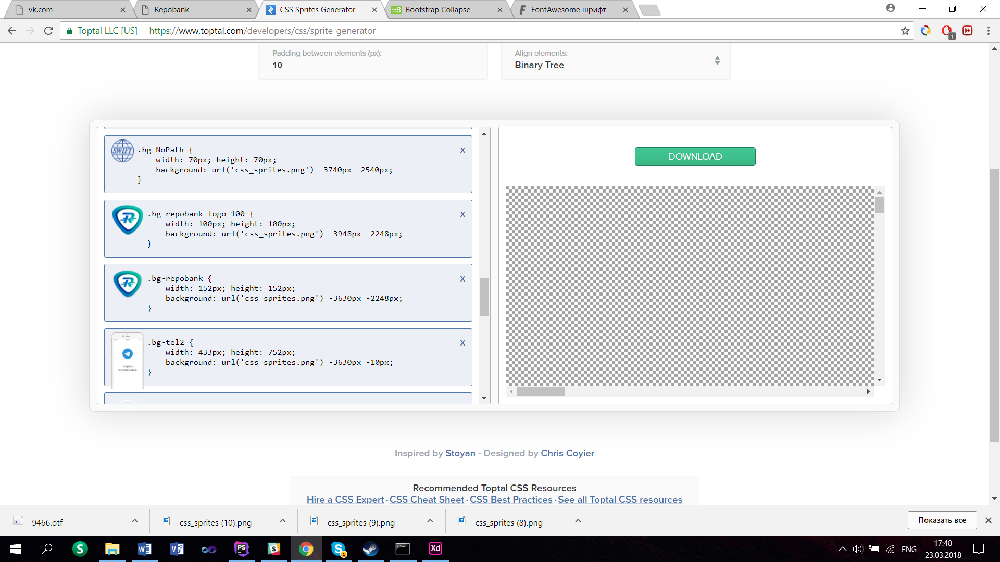 vk.com
Repobank
CSS Sprites Generator
Bootstrap Collapse
FontAwesome шрифт
Toptal LLC [US]
https://www.toptal.com/developers/css/sprite-generator
1
Padding between elements (px):
10
Align elements:
Binary Tree
SWIFT
.bg-NoPath {
width: 70px; height: 70px;
background: url('css_sprites.png') -3740px -2540px;
}
x
.bg-repobank_logo_100 {
width: 100px; height: 100px;
background: url('css_sprites.png') -3948px -2248px;
}
x
.bg-repobank {
width: 152px; height: 152px;
background: url('css_sprites.png') -3630px -2248px;
}
x
.bg-tel2 {
width: 433px; height: 752px;
background: url('css_sprites.png') -3630px -10px;
}
x
DOWNLOAD
Inspired by Stoyan - Designed by Chris Coyier
Recommended Toptal CSS Resources
Hire a CSS Expert · CSS Cheat Sheet · CSS Best Practices · See all Toptal CSS resources
9466.otf
css_sprites (10).png
css_sprites (9).png
css_sprites (8).png
Показать все
ENG
17:48
23.03.2018